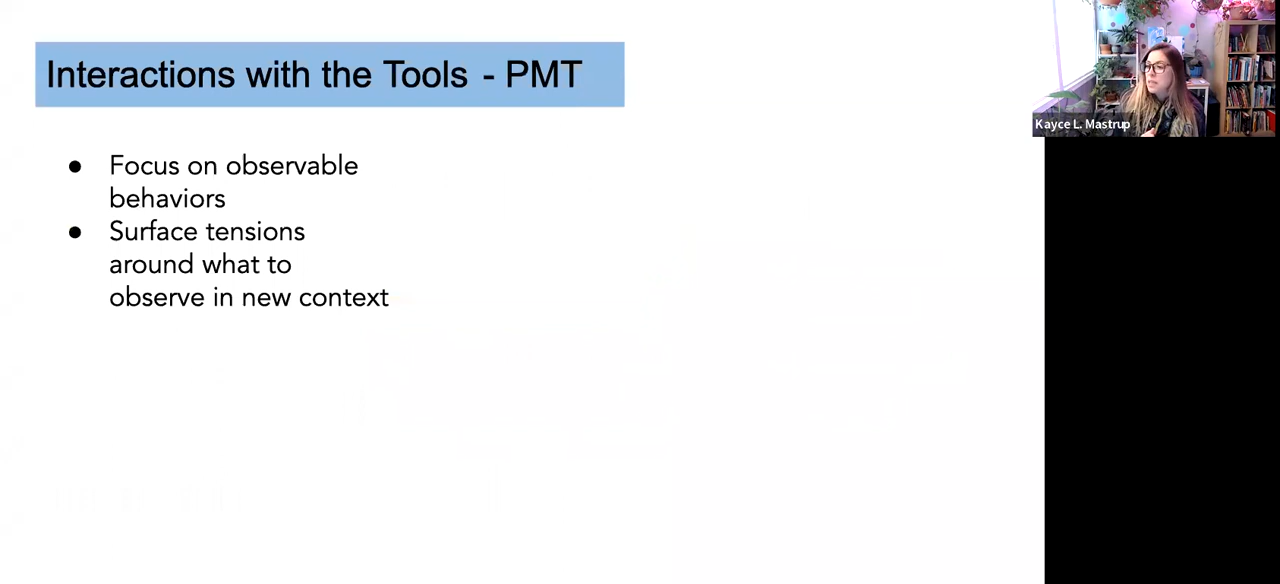 Interactions with the Tools - PMT
Kayce L. Mastrup
● Focus on observable
behaviors
● Surface tensions
around what to
observe in new context